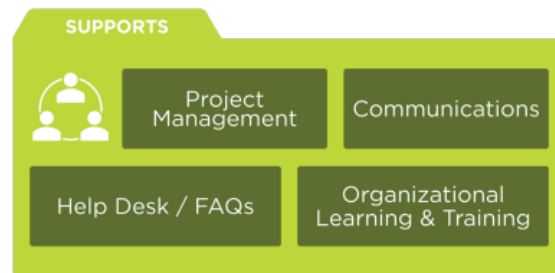 SUPPORTS
Project
Management
Communications
Help Desk / FAQs
Organizational
Learning & Training